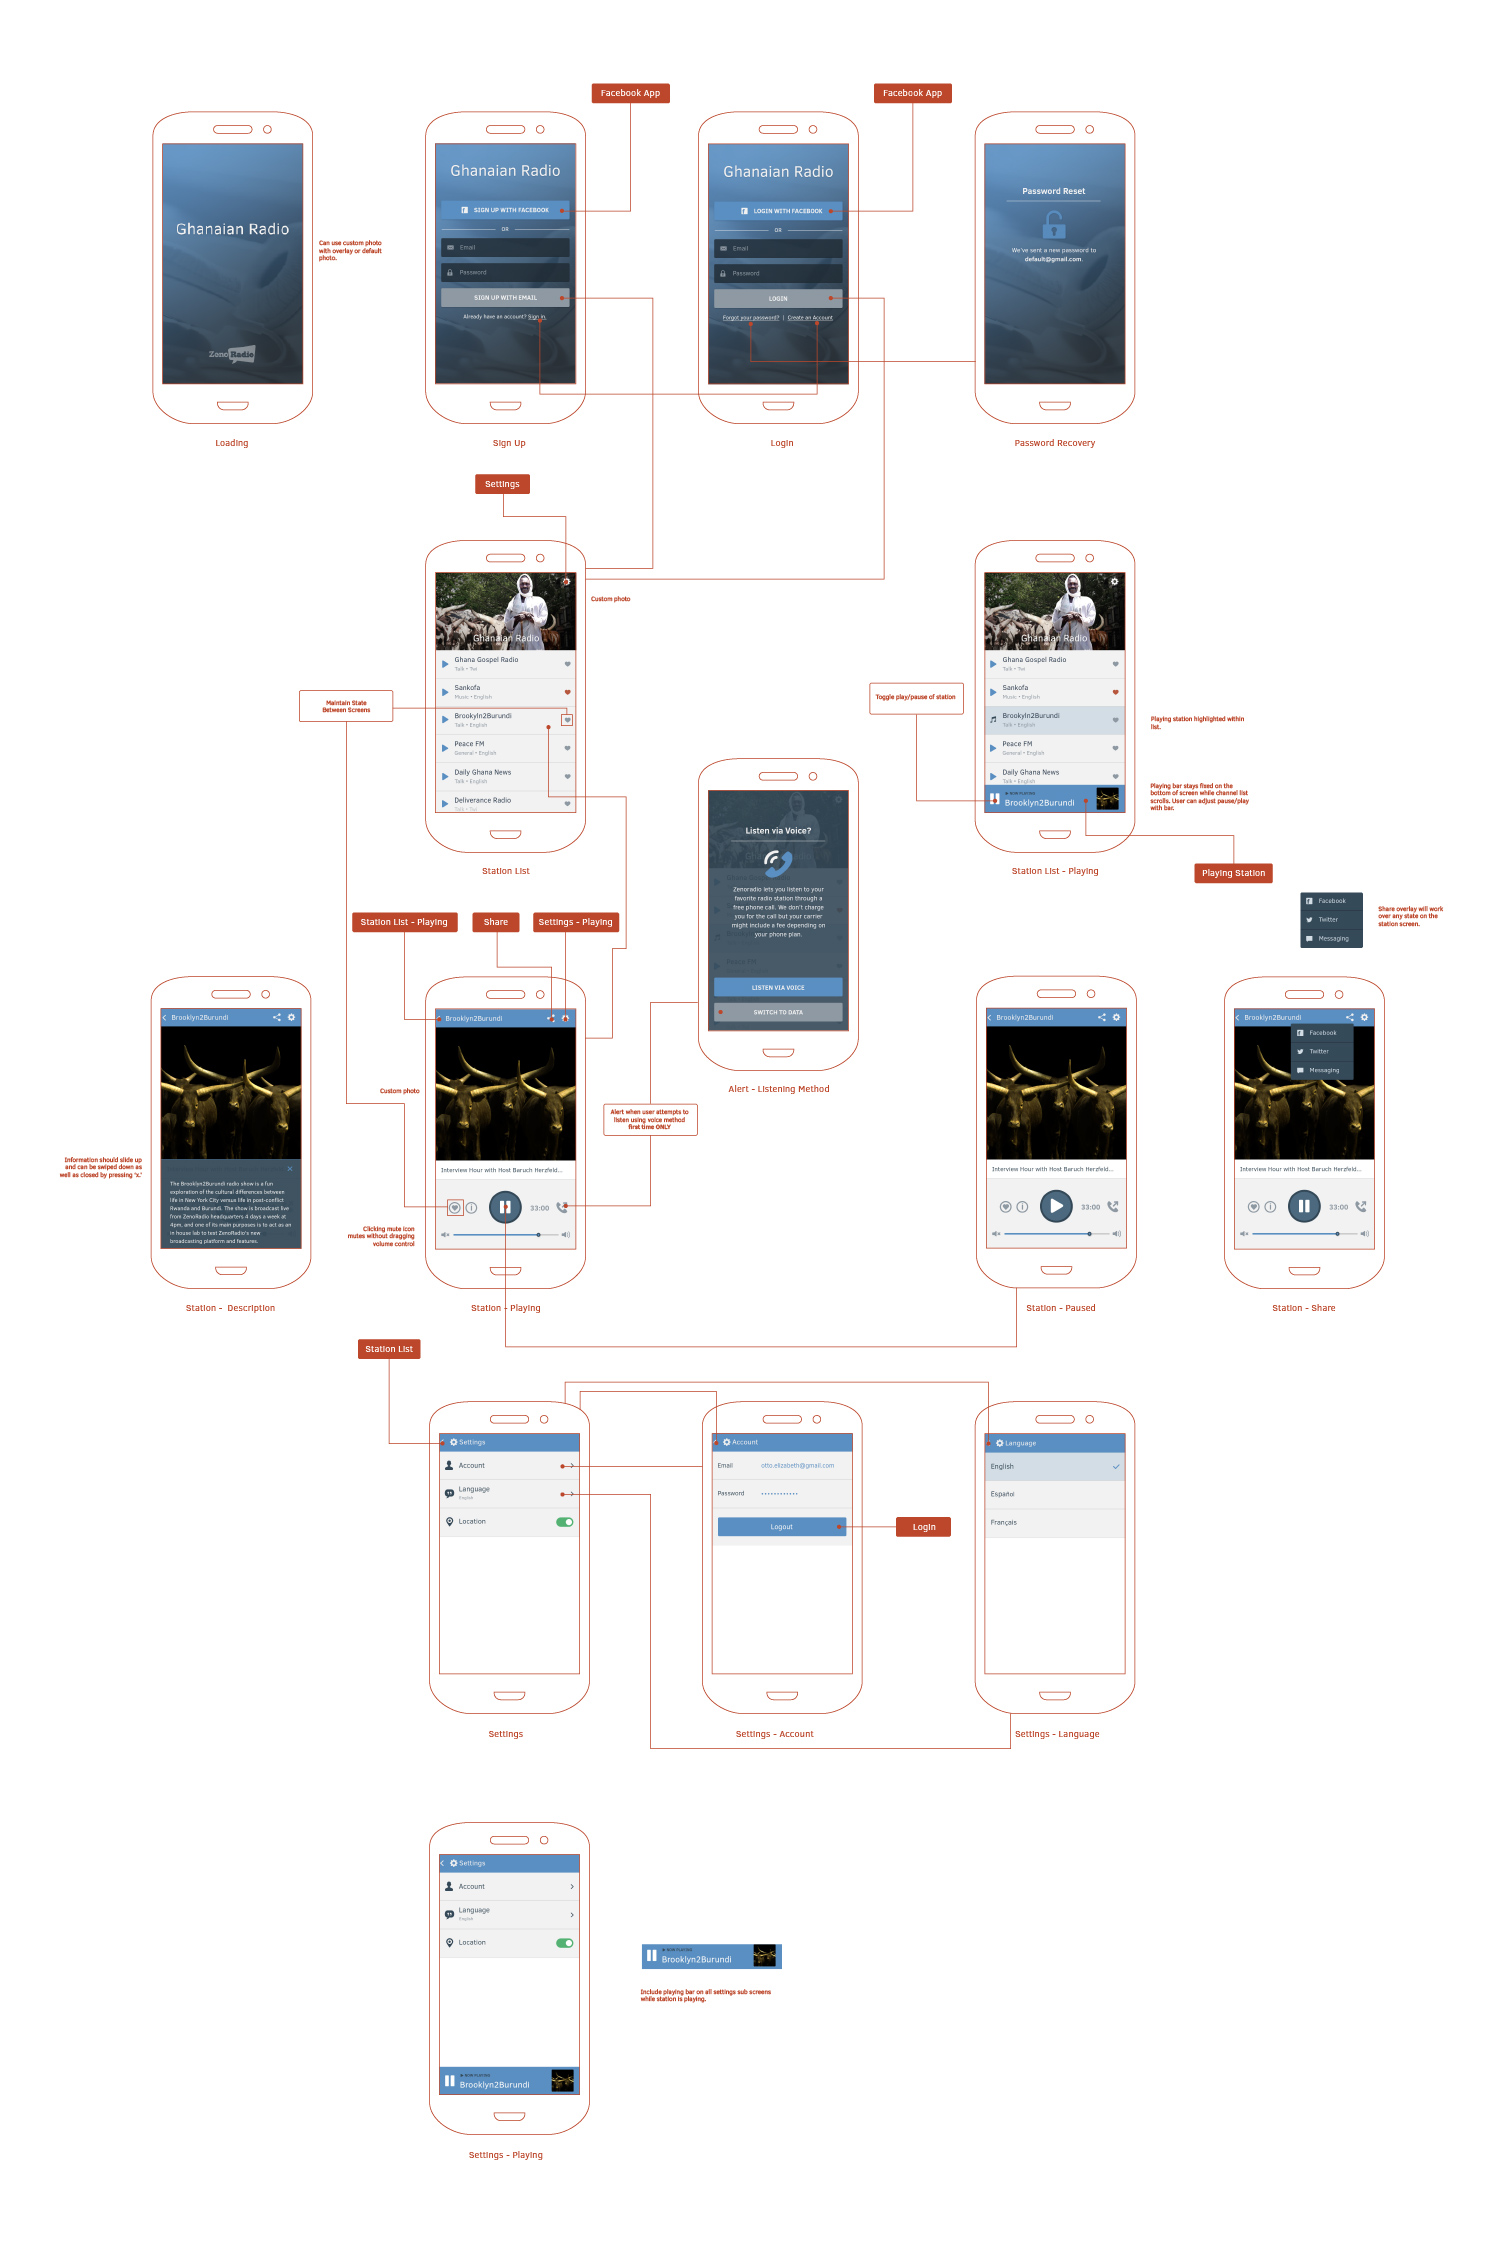 Facebook App
Facebook App
Ghanaian Radio
Can use custom photo
with overlay or default
photo.
ZenoRadio
Loading
Ghanaian Radio
SIGN UP WITH FACEBOOK
OR
Email
Password
SIGN UP WITH EMAIL
Already have an account? Sign in.
Sign Up
Ghanaian Radio
LOGIN WITH FACEBOOK
OR
Email
Password
LOGIN
Forgot your password? | Create an Account
Login
Password Reset
We've sent a new password to
default@gmail.com.
Password Recovery
Settings
Ghanaian Radio
Custom photo
Ghana Gospel Radio
Talk • Twi
Sankofa
Music • English
Brookyln2Burundi
Talk • English
Peace FM
General • English
Daily Ghana News
Talk • English
Deliverance Radio
Talk • Twi
Station List
Maintain State
Between Screens
Toggle play/pause of station
Ghanaian Radio
Ghana Gospel Radio
Talk • Twi
Sankofa
Music • English
Brookyln2Burundi
Talk • English
Peace FM
General • English
Daily Ghana News
Talk • English
NOW PLAYING
Brooklyn2Burundi
Station List - Playing
Playing station highlighted within
list.
Playing bar stays fixed on the
bottom of screen while channel list
scrolls. User can adjust pause/play
with bar.
Playing Station
Listen via Voice?
Zenoradio lets you listen to your
favorite radio station through a
free phone call. We don't charge
you for the call but your carrier
might include a fee depending on
your phone plan.
Peace FM
LISTEN VIA VOICE
SWITCH TO DATA
Alert - Listening Method
Alert when user attempts to
listen using voice method
first time ONLY
Facebook
Twitter
Messaging
Share overlay will work
over any state on the
station screen.
Station List - Playing
Share
Settings - Playing
Brooklyn2Burundi
The Brooklyn2Burundi radio show is a fun
exploration of the cultural differences between
life in New York City versus life in post-conflict
Rwanda and Burundi. The show is broadcast live
from ZenoRadio headquarters 4 days a week at
4pm, and one of its main purposes is to act as an
in house lab to test ZenoRadio's new
broadcasting platform and features.
Information should slide up
and can be swiped down as
well as closed by pressing 'x.'
Station - Description
Custom photo
Brooklyn2Burundi
Interview Hour with Host Baruch Herzfeld...
33:00
Clicking mute icon
mutes without dragging
volume control
Station - Playing
Brooklyn2Burundi
Interview Hour with Host Baruch Herzfeld...
33:00
Station - Paused
Brooklyn2Burundi
Facebook
Twitter
Messaging
Interview Hour with Host Baruch Herzfeld...
33:00
Station - Share
Station List
Settings
Account
Language
English
Location
Settings
Account
Email
otto.elizabeth@gmail.com
Password
Logout
Login
Settings - Account
Language
English
Español
Français
Settings - Language
Settings
Account
Language
English
Location
NOW PLAYING
Brooklyn2Burundi
Settings - Playing
NOW PLAYING
Brooklyn2Burundi
Include playing bar on all settings sub screens
while station is playing.